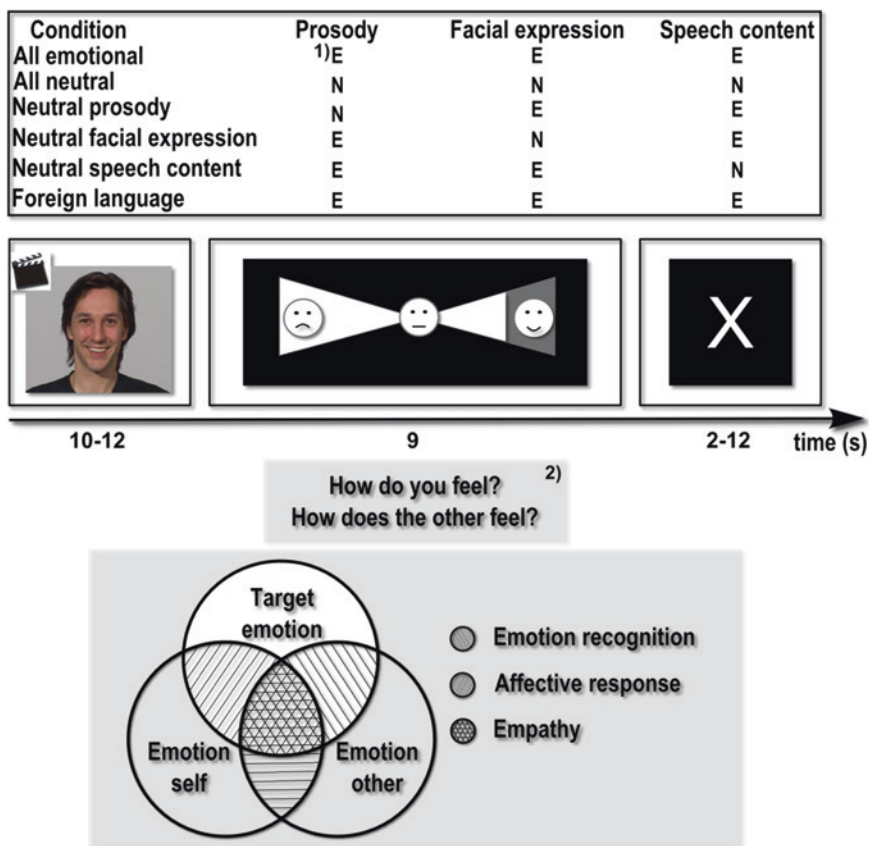 Condition Prosody Facial expression Speech content
All emotional 1) E E E
All neutral N N N
Neutral prosody N E E
Neutral facial expression E N E
Neutral speech content E E N
Foreign language E E E
X
10-12 9 2-12 time (s)
How do you feel? 2)
How does the other feel?
Target
emotion
Emotion
self
Emotion
other
Emotion recognition
Affective response
Empathy